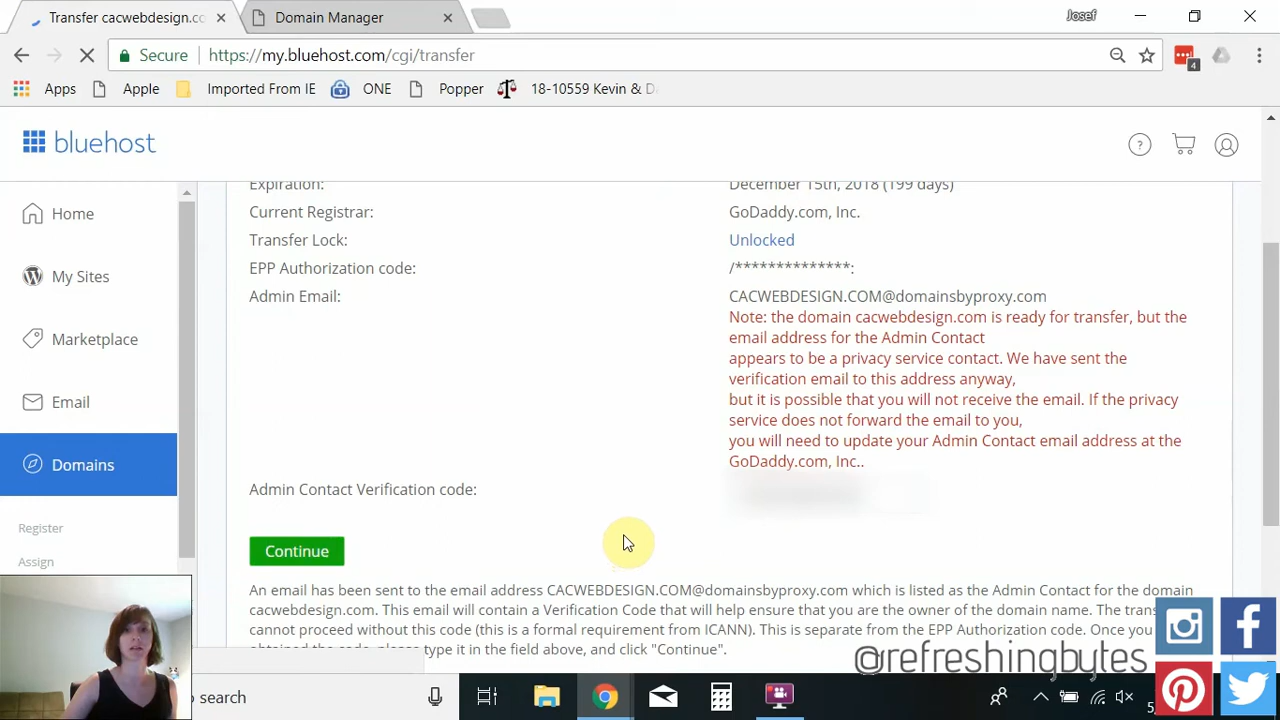 Transfer cacwebdesign.co
Domain Manager
Josef
Secure
https://my.bluehost.com/cgi/transfer
4
Apps
Apple
Imported From IE
ONE
Popper
18-10559 Kevin & D
bluehost
?
Home
My Sites
Marketplace
Email
Domains
Register
Assign
Expiration:
December 15th, 2018 (199 days)
Current Registrar:
GoDaddy.com, Inc.
Transfer Lock:
Unlocked
EPP Authorization code:
/**************:
Admin Email:
CACWEBDESIGN.COM@domainsbyproxy.com
Note: the domain cacwebdesign.com is ready for transfer, but the
email address for the Admin Contact
appears to be a privacy service contact. We have sent the
verification email to this address anyway,
but it is possible that you will not receive the email. If the privacy
service does not forward the email to you,
you will need to update your Admin Contact email address at the
GoDaddy.com, Inc..
Admin Contact Verification code:
Continue
An email has been sent to the email address CACWEBDESIGN.COM@domainsbyproxy.com which is listed as the Admin Contact for the domain
cacwebdesign.com. This email will contain a Verification Code that will help ensure that you are the owner of the domain name. The
cannot proceed without this code (this is a formal requirement from ICANN). This is separate from the EPP Authorization code. Once you
the code, please type it in the field above, and click "Continue".
@refreshingbytes
search
5